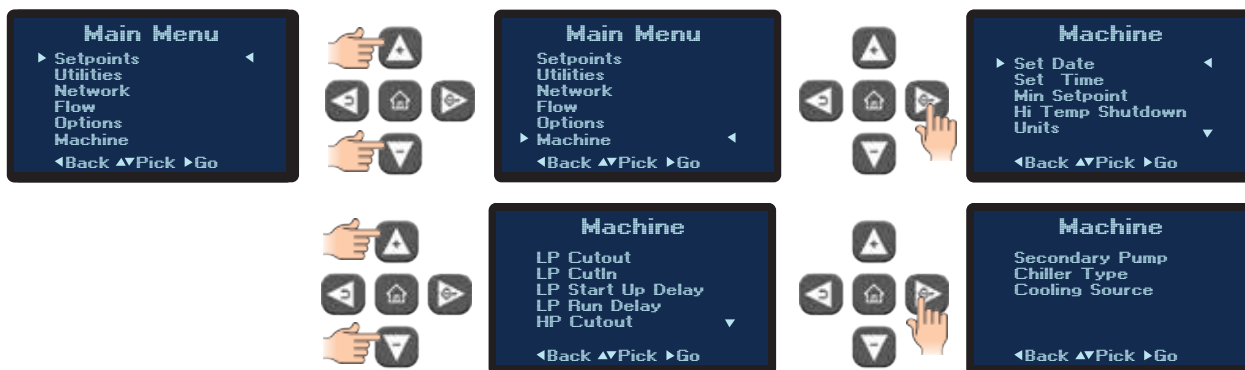 Main Menu
Setpoints
Utilities
Network
Flow
Options
Machine
◂Back ▴▾Pick ▸Go
Main Menu
Setpoints
Utilities
Network
Flow
Options
Machine
◂Back ▴▾Pick ▸Go
Machine
Set Date
Set Time
Min Setpoint
Hi Temp Shutdown
Units
◂Back ▴▾Pick ▸Go
Machine
LP Cutout
LP CutIn
LP Start Up Delay
LP Run Delay
HP Cutout
◂Back ▴▾Pick ▸Go
Machine
Secondary Pump
Chiller Type
Cooling Source
◂Back ▴▾Pick ▸Go